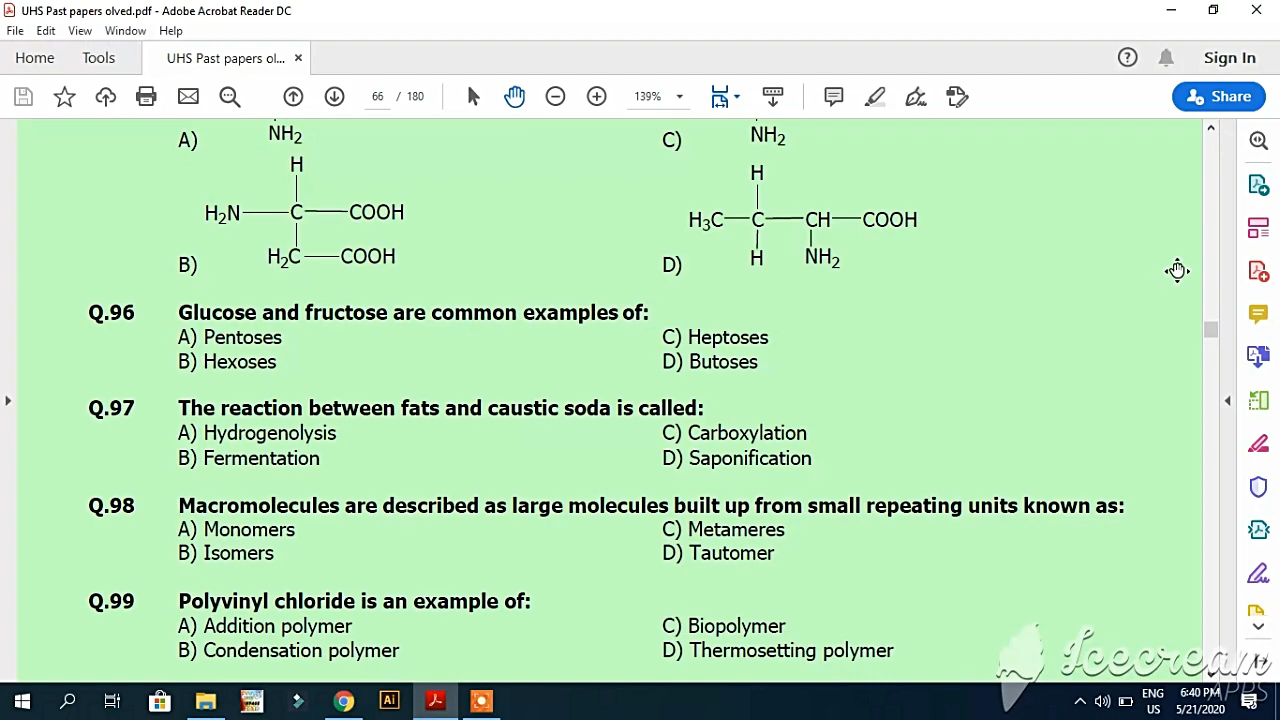 UHS Past papers olved.pdf - Adobe Acrobat Reader DC
File Edit View Window Help
Home Tools UHS Past papers ol... × Sign In
66 / 180 139% Share
A) NH2 C) NH2
H H
H2N C COOH H3C C CH COOH
B) H2C COOH D) H NH2
Q.96 Glucose and fructose are common examples of:
A) Pentoses C) Heptoses
B) Hexoses D) Butoses
Q.97 The reaction between fats and caustic soda is called:
A) Hydrogenolysis C) Carboxylation
B) Fermentation D) Saponification
Q.98 Macromolecules are described as large molecules built up from small repeating units known as:
A) Monomers C) Metameres
B) Isomers D) Tautomer
Q.99 Polyvinyl chloride is an example of:
A) Addition polymer C) Biopolymer
B) Condensation polymer D) Thermosetting polymer
Icecream
APPS
Ai ENG 6:40 PM
US 5/21/2020